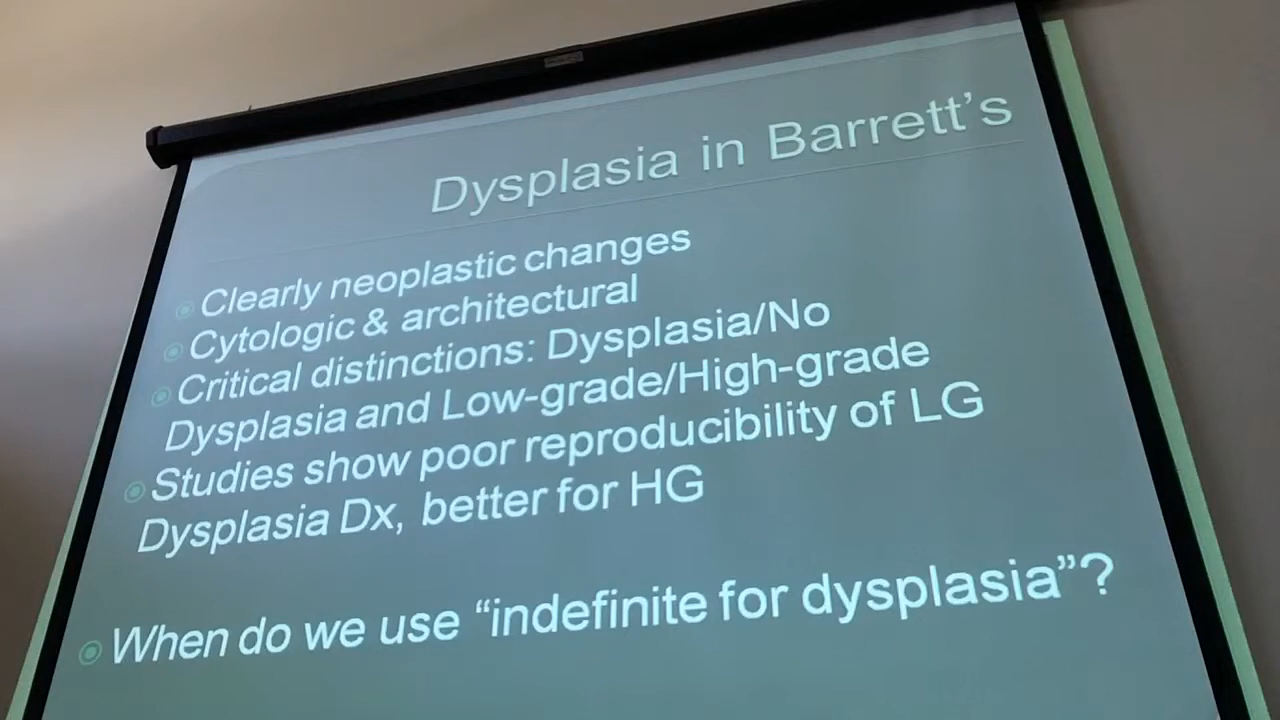 Dysplasia in Barrett's
Clearly neoplastic changes
Cytologic & architectural
Critical distinctions: Dysplasia/No
Dysplasia and Low-grade/High-grade
Studies show poor reproducibility of LG
Dysplasia Dx, better for HG
When do we use “indefinite for dysplasia”?